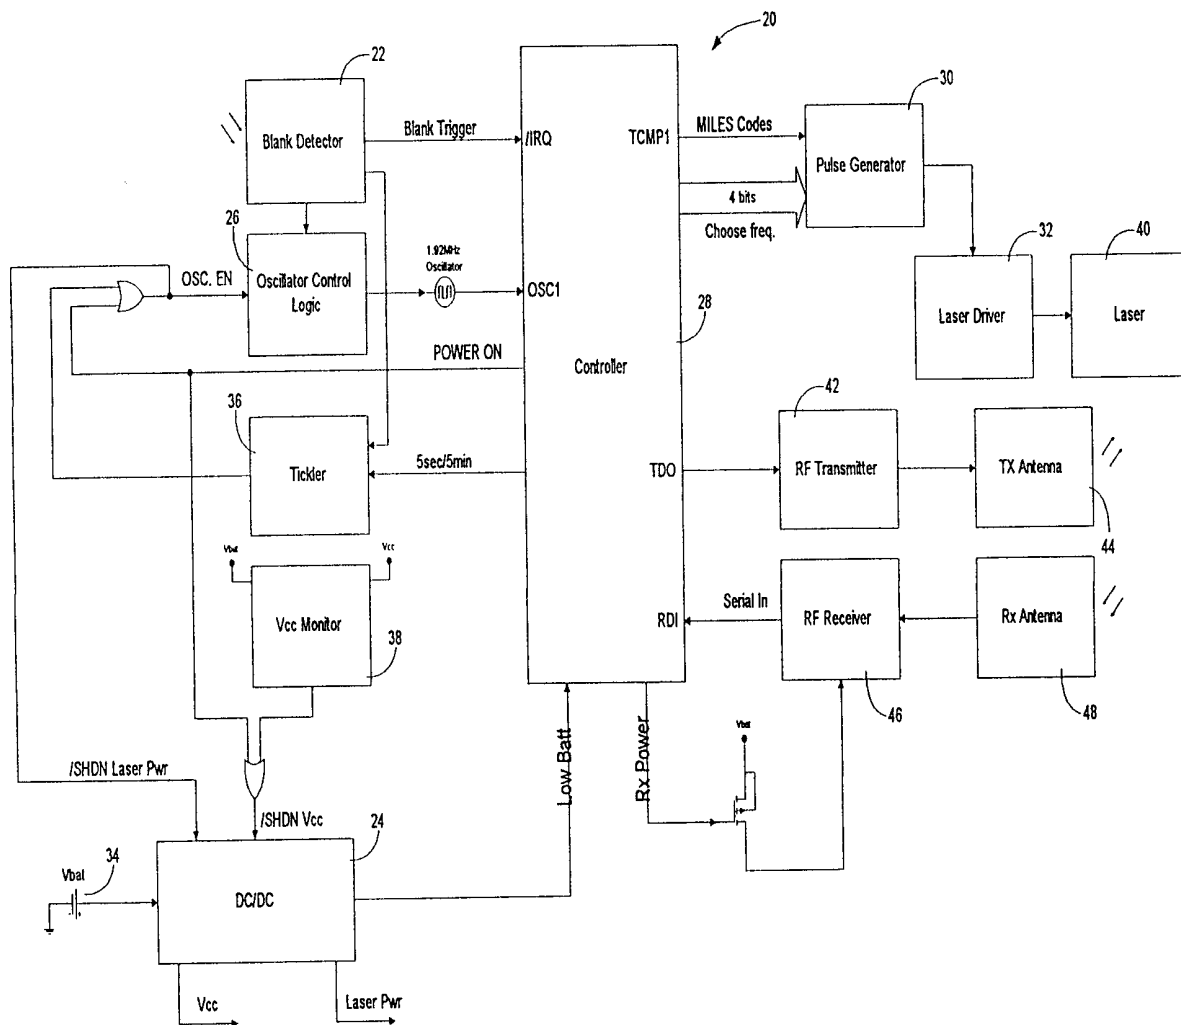 20
22
Blank Detector
Blank Trigger
/IRQ
TCMP1
MILES Codes
30
Pulse Generator
4 bits
Choose freq.
26
OSC. EN
Oscillator Control
Logic
1.92MHz
Oscillator
OSC1
32
Laser Driver
40
Laser
28
Controller
POWER ON
36
Tickler
5sec/5min
TDO
42
RF Transmitter
TX Antenna
44
Vbat
Vcc
Vcc Monitor
38
RDI
Serial In
RF Receiver
46
Rx Antenna
48
Low Batt
Rx Power
Vbat
/SHDN Laser Pwr
/SHDN Vcc
24
34
Vbat
DC/DC
Vcc
Laser Pwr